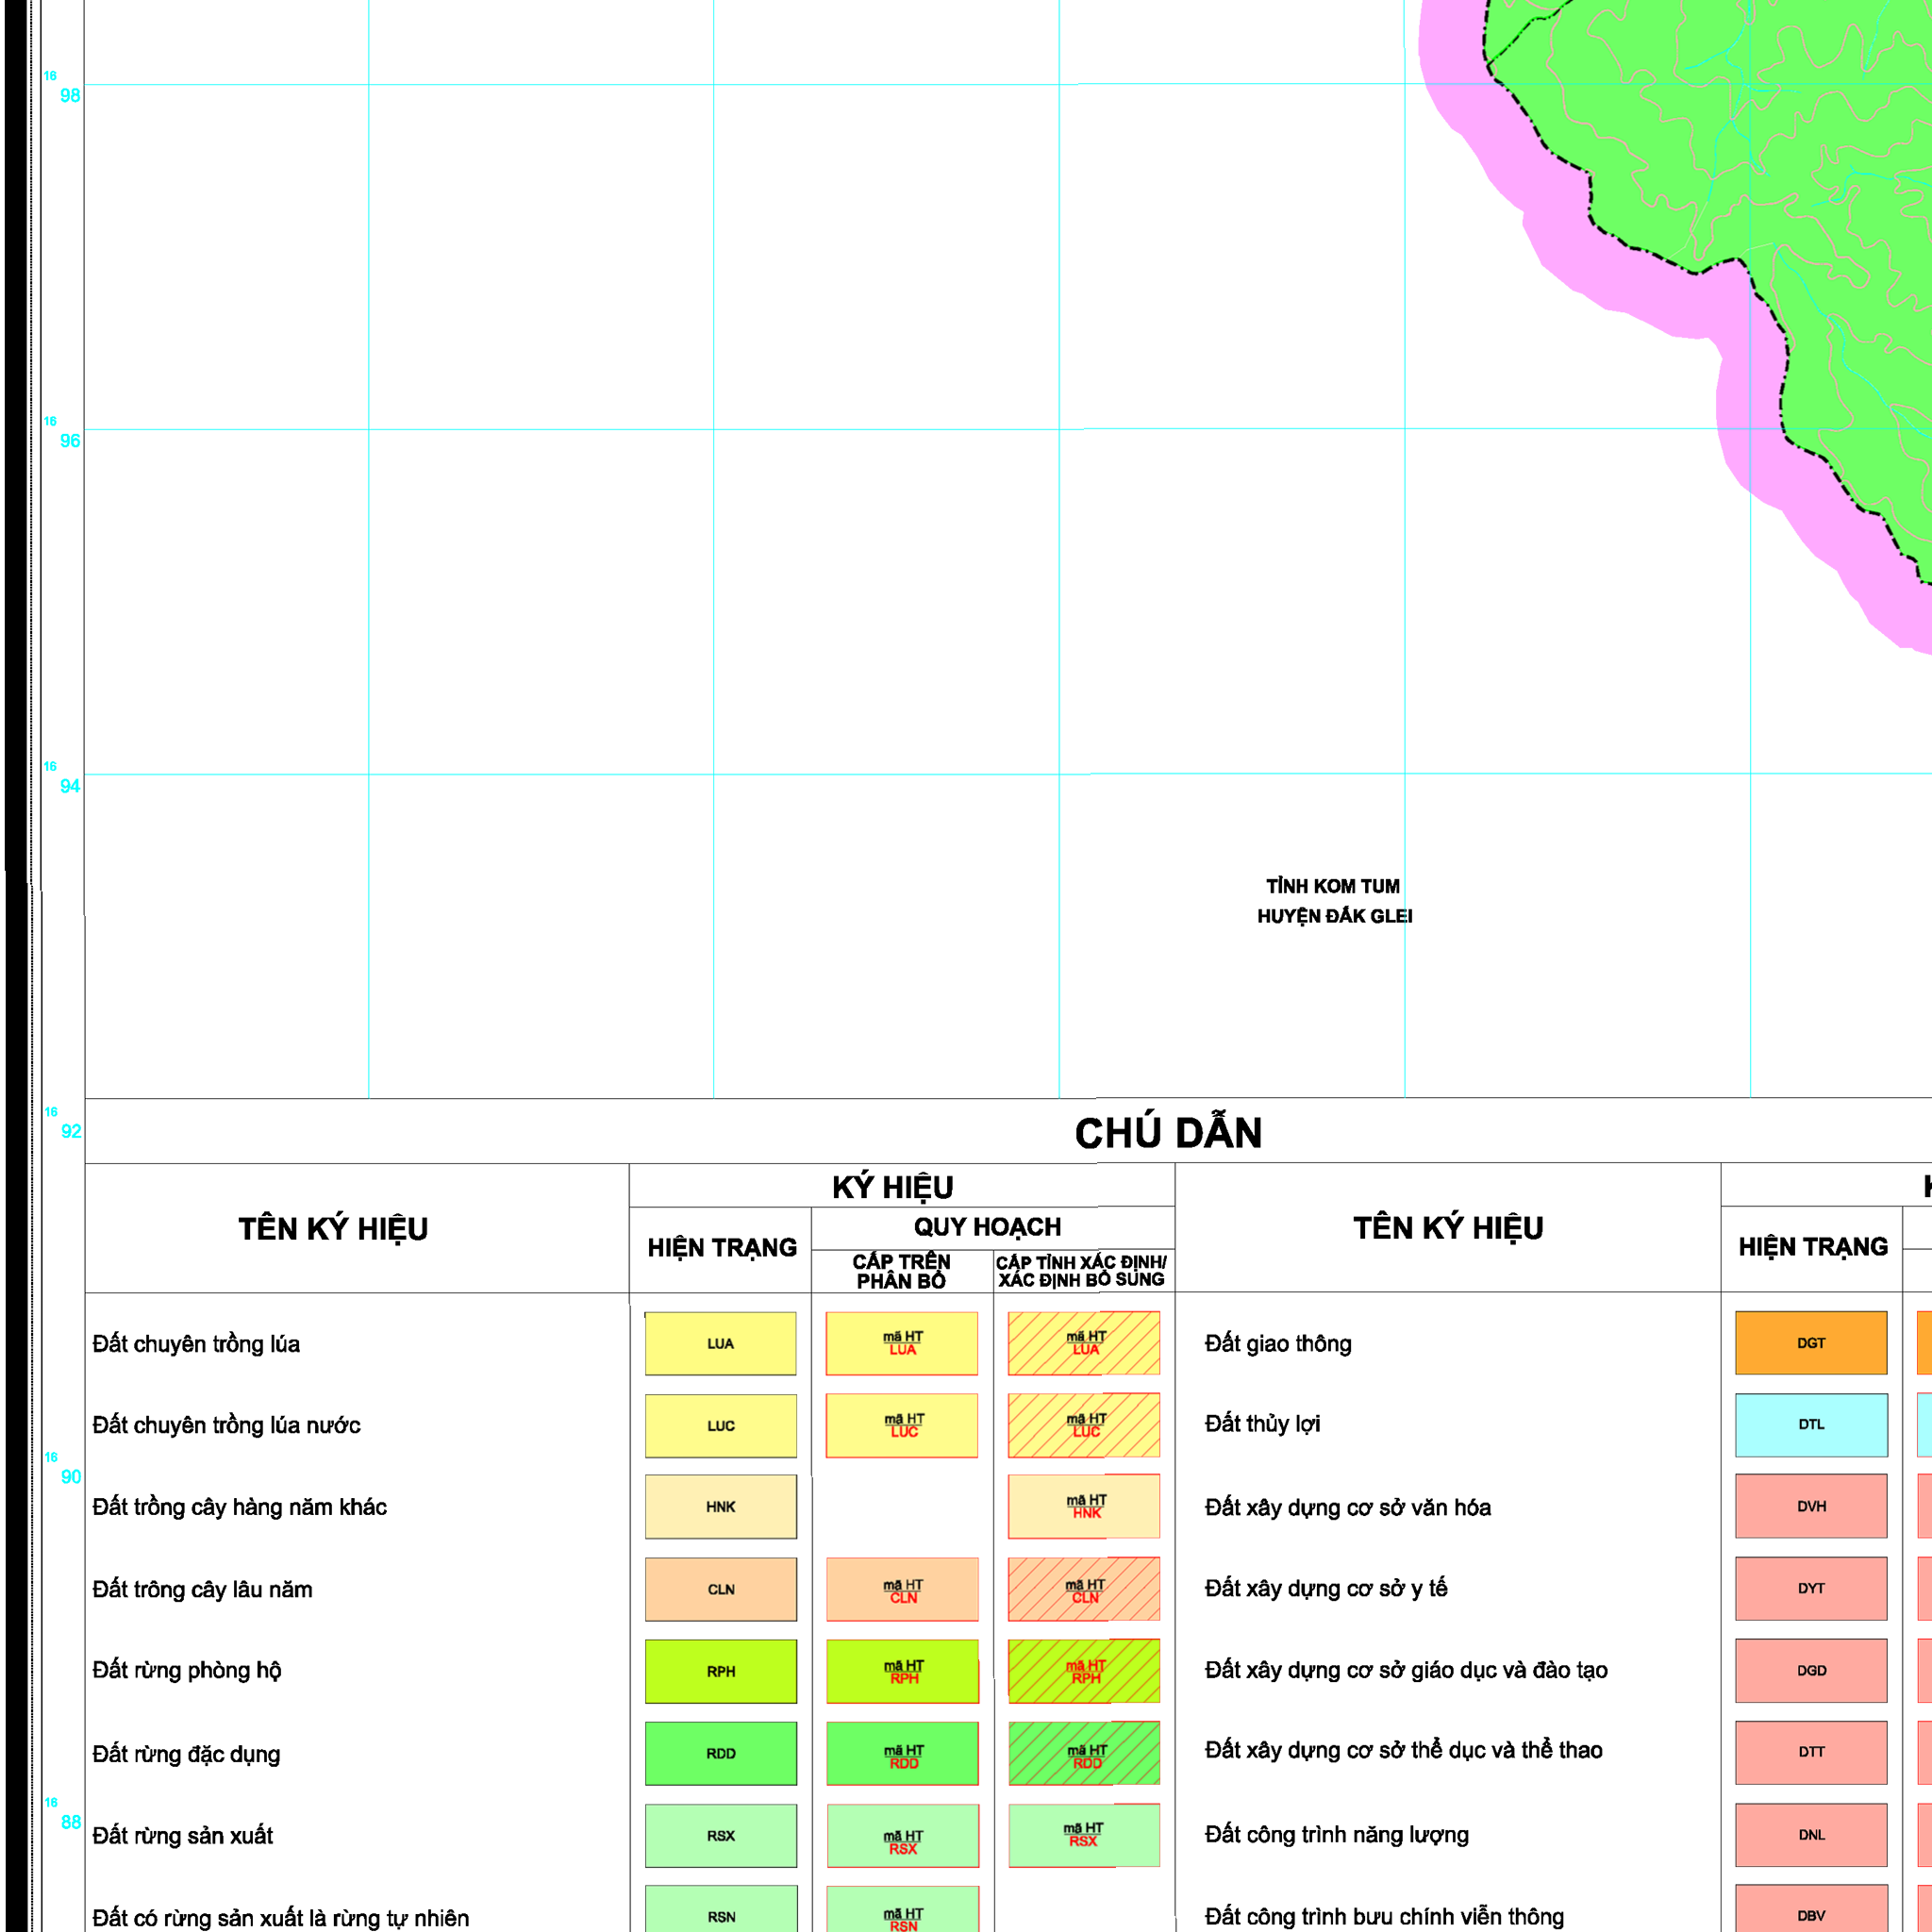 16
98
16
96
16
94
TỈNH KOM TUM
HUYỆN ĐẮK GLEI
16
92
CHÚ DẪN
TÊN KÝ HIỆU
KÝ HIỆU
HIỆN TRẠNG
QUY HOẠCH
CẤP TRÊN
PHÂN BỔ
CẤP TỈNH XÁC ĐỊNH/
XÁC ĐỊNH BỔ SUNG
TÊN KÝ HIỆU
HIỆN TRẠNG
Đất chuyên trồng lúa
LUA
mã HT
LUA
mã HT
LUA
Đất giao thông
DGT
Đất chuyên trồng lúa nước
LUC
mã HT
LUC
mã HT
LUC
Đất thủy lợi
DTL
16
90
Đất trồng cây hàng năm khác
HNK
mã HT
HNK
Đất xây dựng cơ sở văn hóa
DVH
Đất trông cây lâu năm
CLN
mã HT
CLN
mã HT
CLN
Đất xây dựng cơ sở y tế
DYT
Đất rừng phòng hộ
RPH
mã HT
RPH
mã HT
RPH
Đất xây dựng cơ sở giáo dục và đào tạo
DGD
Đất rừng đặc dụng
RDD
mã HT
RDD
mã HT
RDD
Đất xây dựng cơ sở thể dục và thể thao
DTT
16
88
Đất rừng sản xuất
RSX
mã HT
RSX
mã HT
RSX
Đất công trình năng lượng
DNL
Đất có rừng sản xuất là rừng tự nhiên
RSN
mã HT
RSN
Đất công trình bưu chính viễn thông
DBV